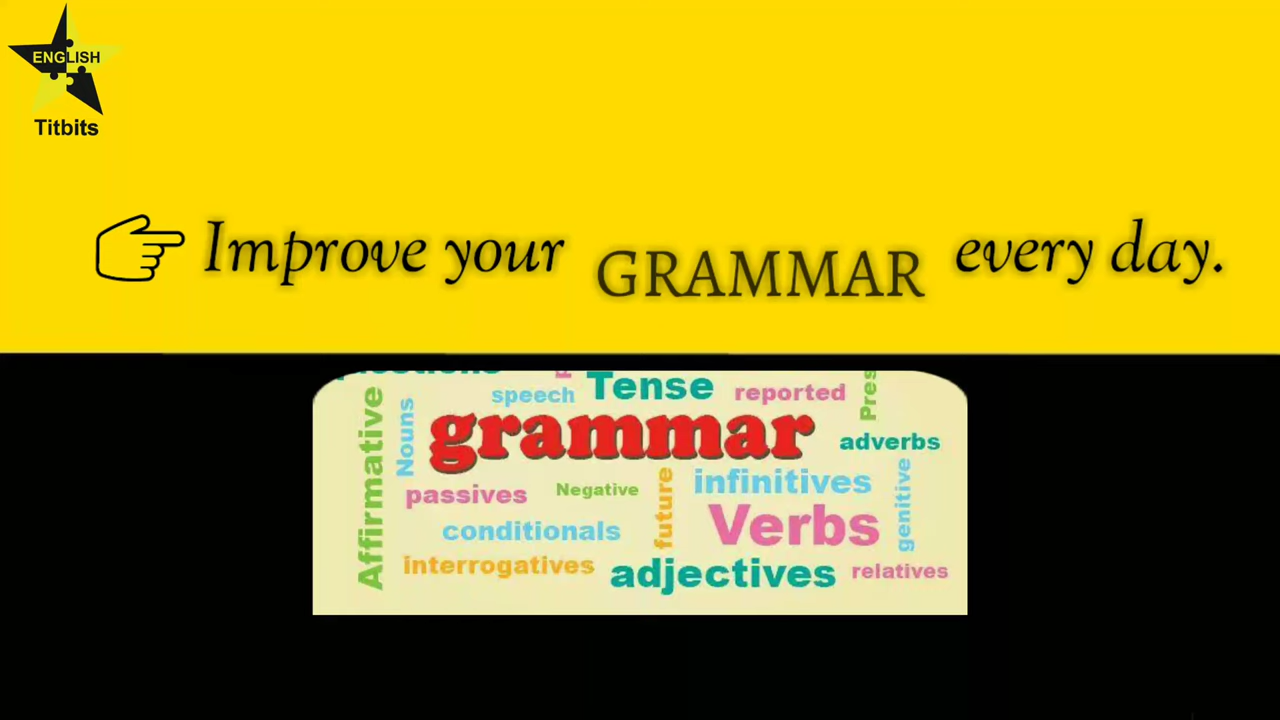 ENGLISH
Titbits
Improve your GRAMMAR every day.
speech Tense reported
Affirmative
Nouns
grammar
adverbs
passives Negative
future
infinitives
genitive
conditionals
Verbs
interrogatives
adjectives relatives